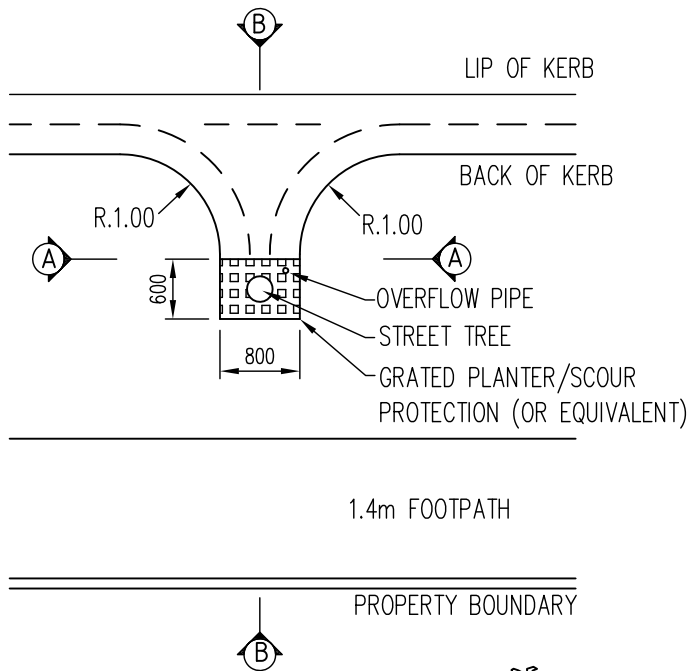 B
LIP OF KERB
BACK OF KERB
R.1.00
R.1.00
A
A
600
OVERFLOW PIPE
STREET TREE
800
GRATED PLANTER/SCOUR
PROTECTION (OR EQUIVALENT)
1.4m FOOTPATH
PROPERTY BOUNDARY
B